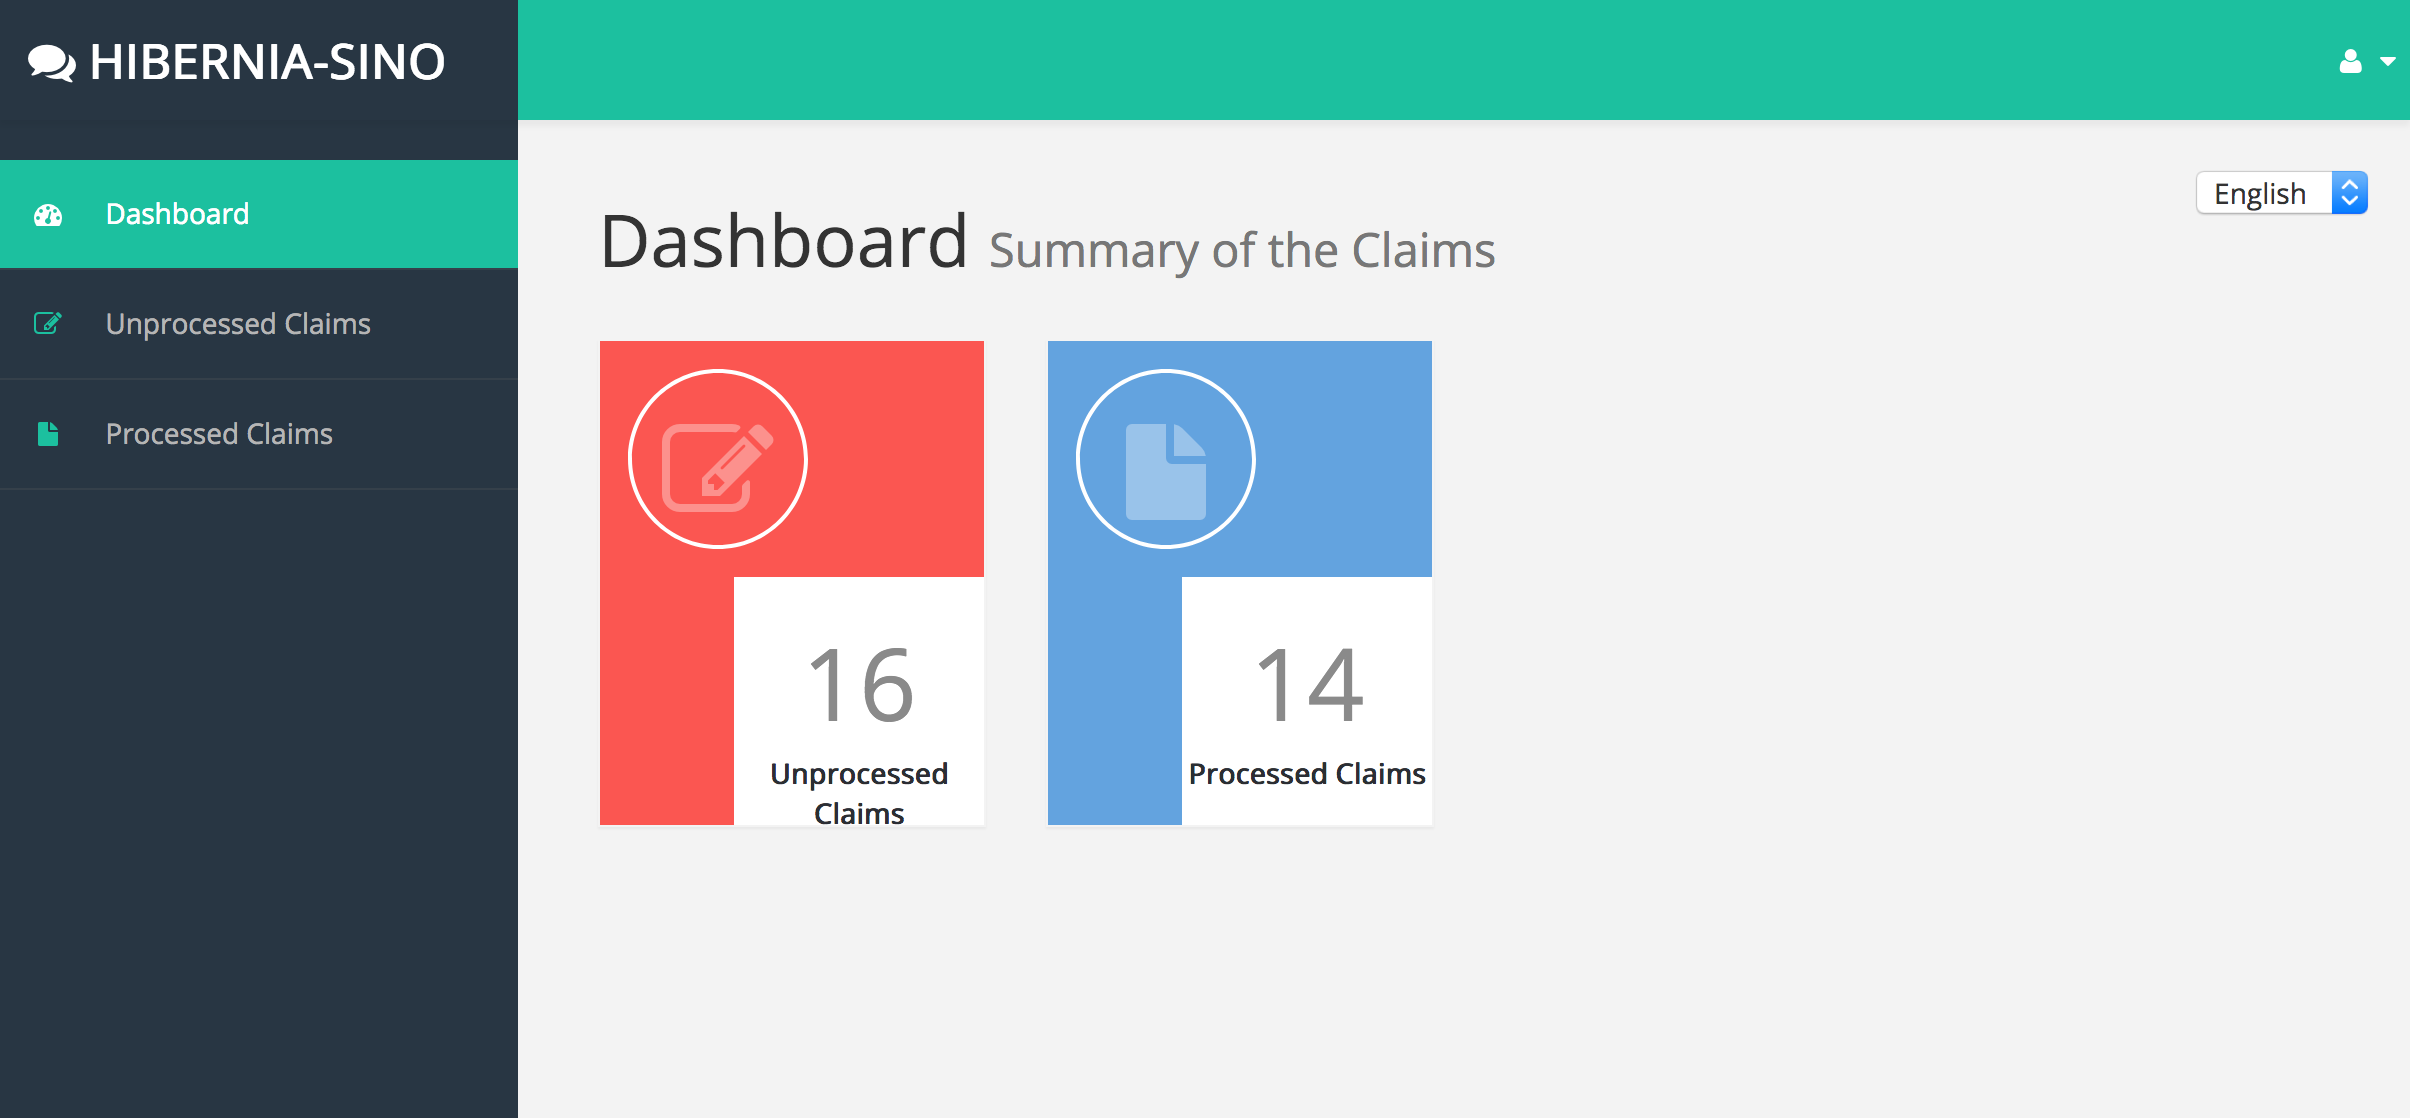 HIBERNIA-SINO
Dashboard
Unprocessed Claims
Processed Claims
English
Dashboard Summary of the Claims
16
Unprocessed
Claims
14
Processed Claims